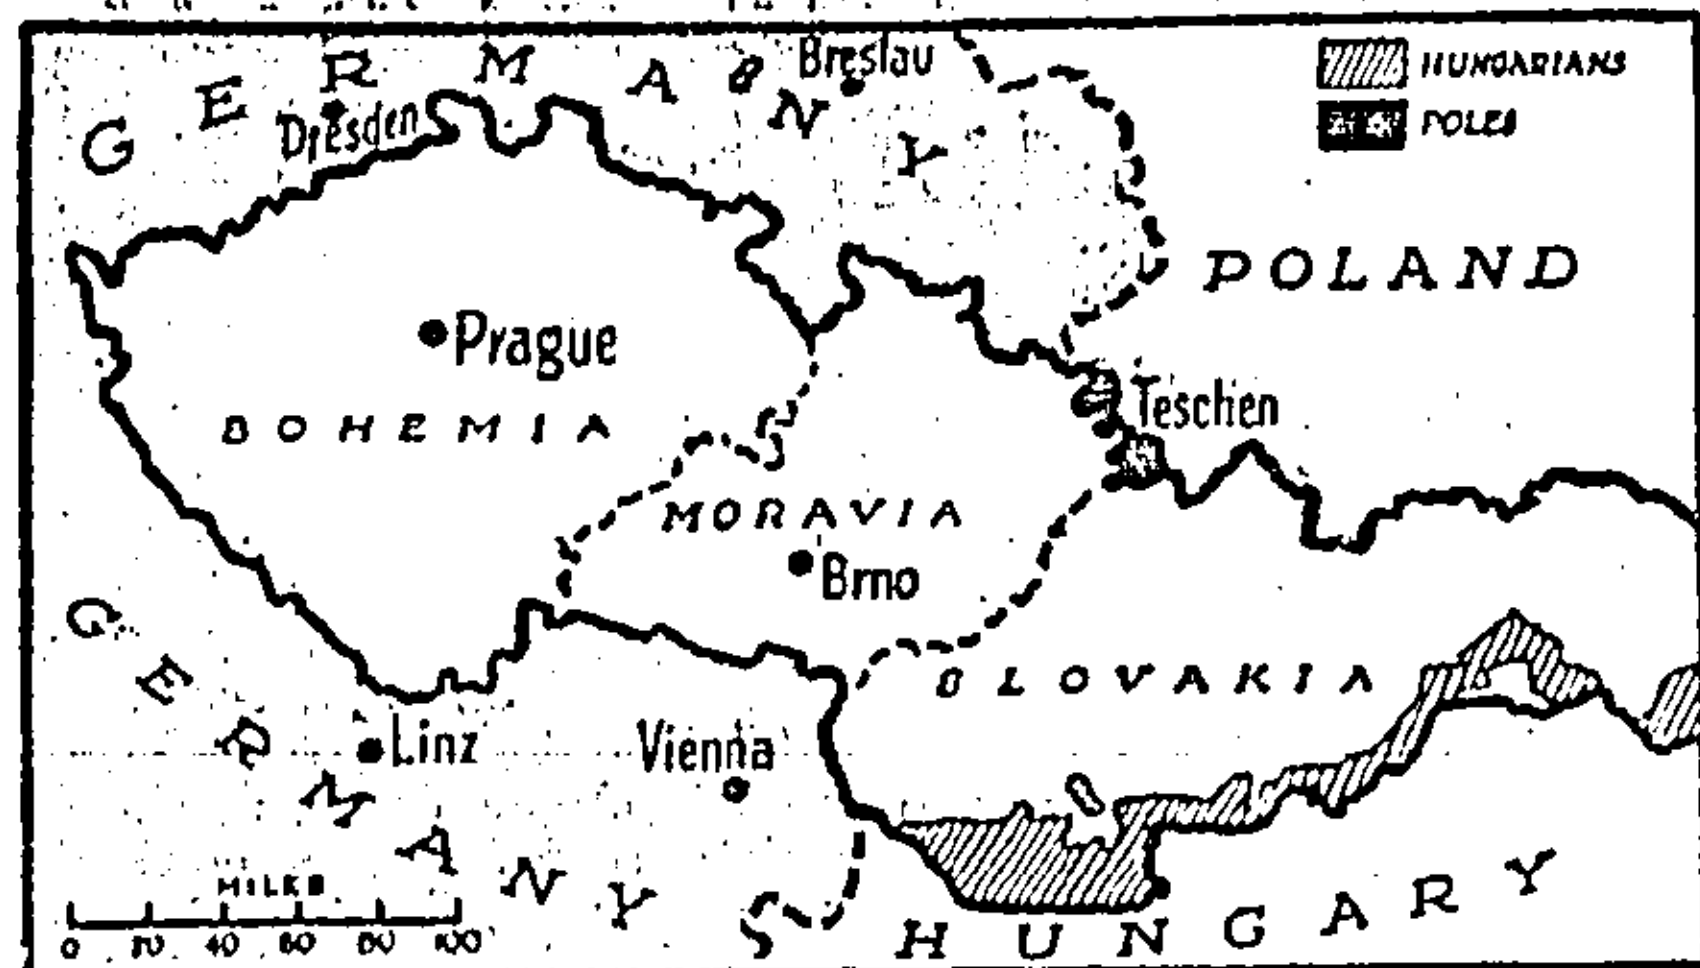 GERMANY
Breslau
HUNGARIANS
Dresden
POLES
POLAND
Prague
Teschen
BOHEMIA
MORAVIA
Brno
GERMANY
SLOVAKIA
Linz
Vienna
MILES
0 20 40 60 80 100
HUNGARY